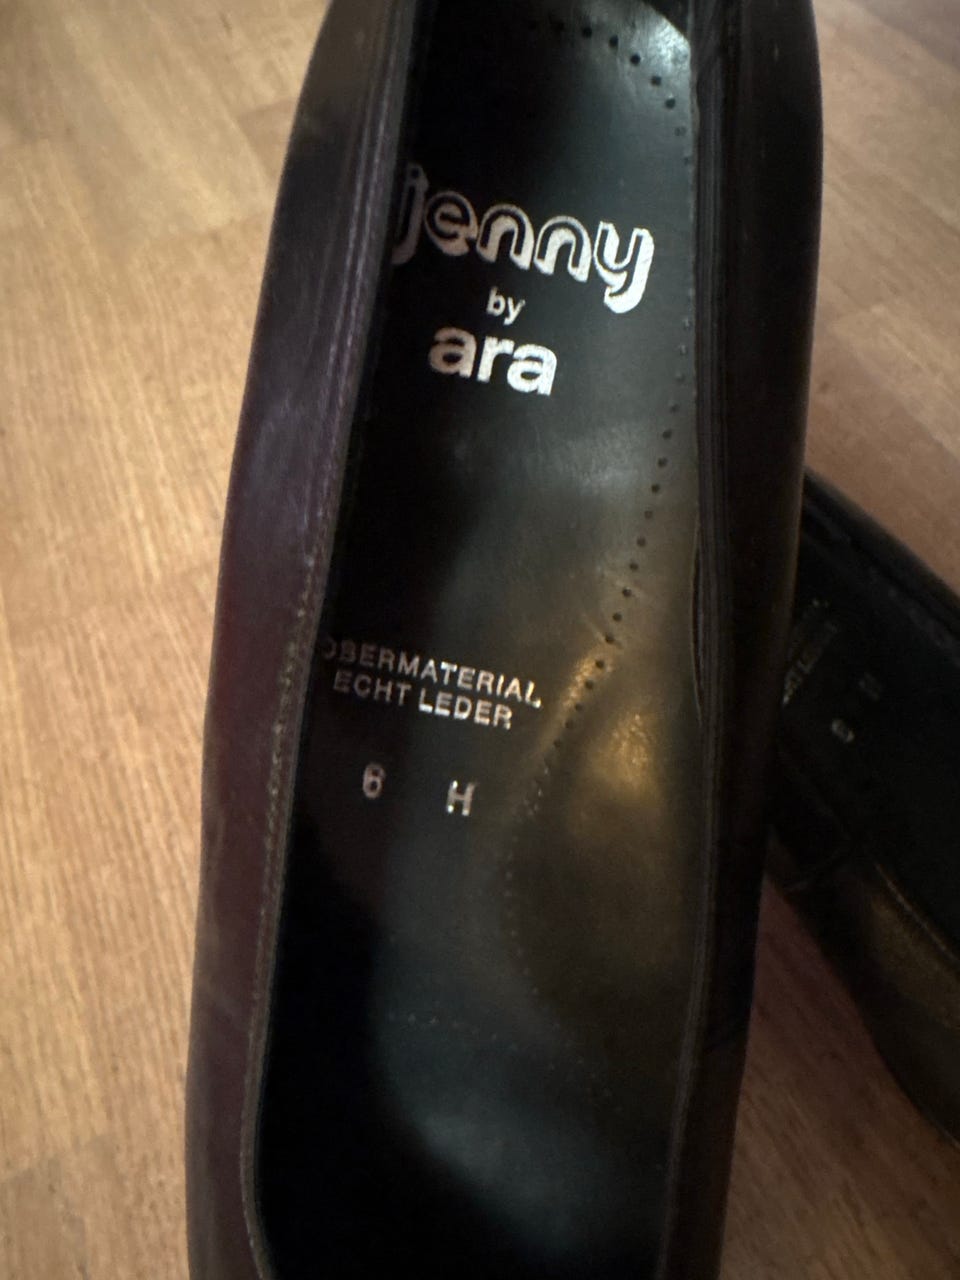 jenny
by
ara
OBERMATERIAL
ECHT LEDER
6 H